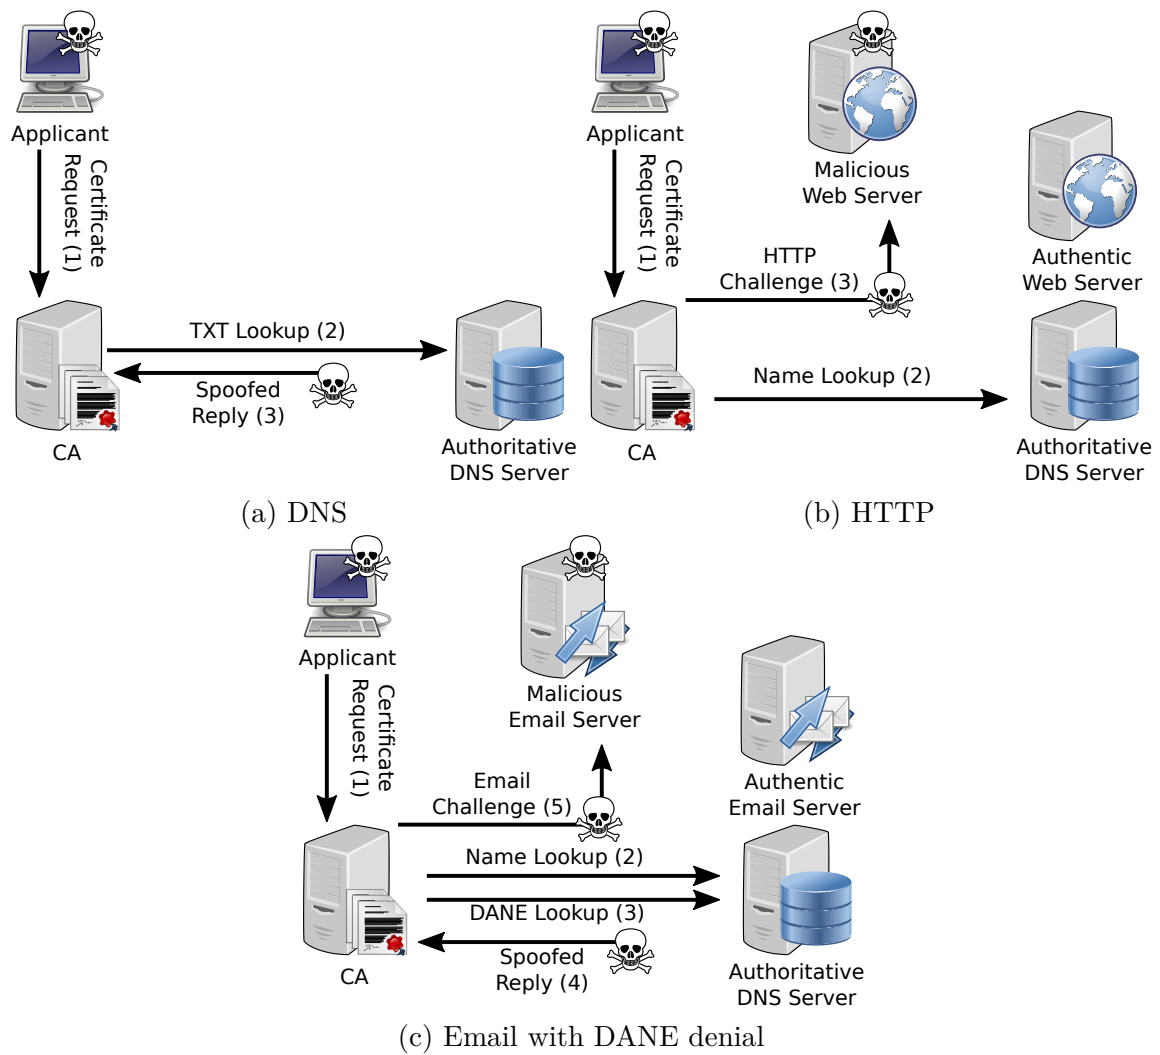 Applicant
Certificate
Request (1)
TXT Lookup (2)
Spoofed
Reply (3)
CA
Authoritative
DNS Server
(a) DNS
Applicant
Certificate
Request (1)
Malicious
Web Server
HTTP
Challenge (3)
Authentic
Web Server
Name Lookup (2)
CA
Authoritative
DNS Server
(b) HTTP
Applicant
Certificate
Request (1)
Malicious
Email Server
Email
Challenge (5)
Authentic
Email Server
Name Lookup (2)
DANE Lookup (3)
Spoofed
Reply (4)
CA
Authoritative
DNS Server
(c) Email with DANE denial